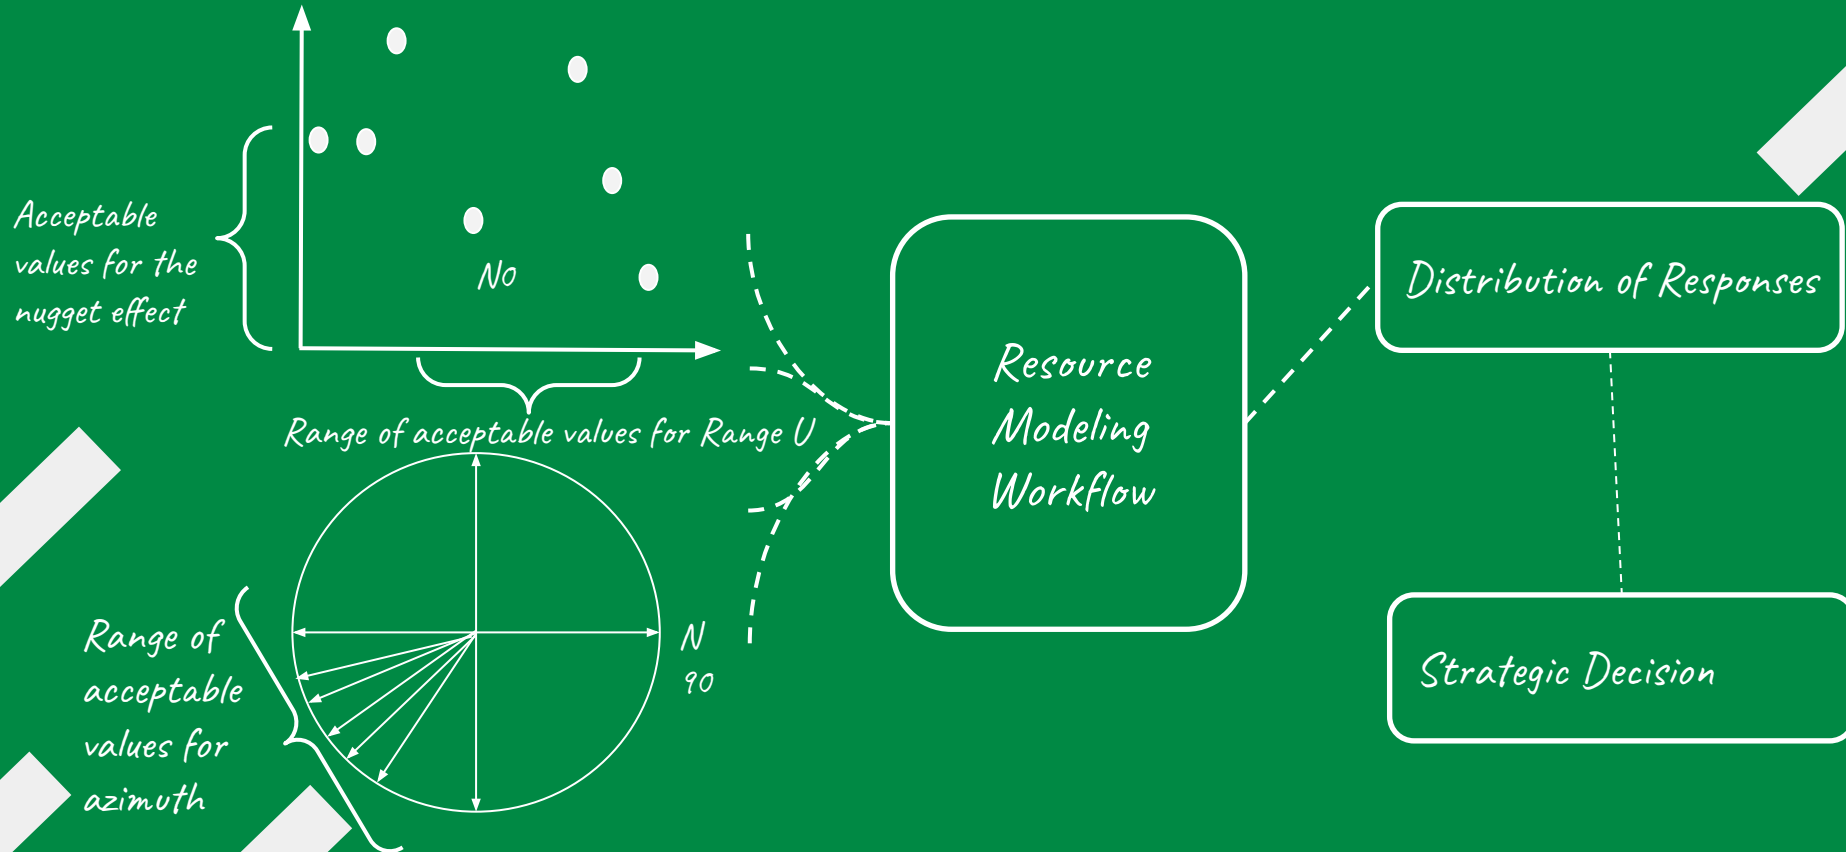 Acceptable
values for the
nugget effect
No
Range of acceptable values for Range U
Range of
acceptable
values for
azimuth
N
90
Resource
Modeling
Workflow
Distribution of Responses
Strategic Decision